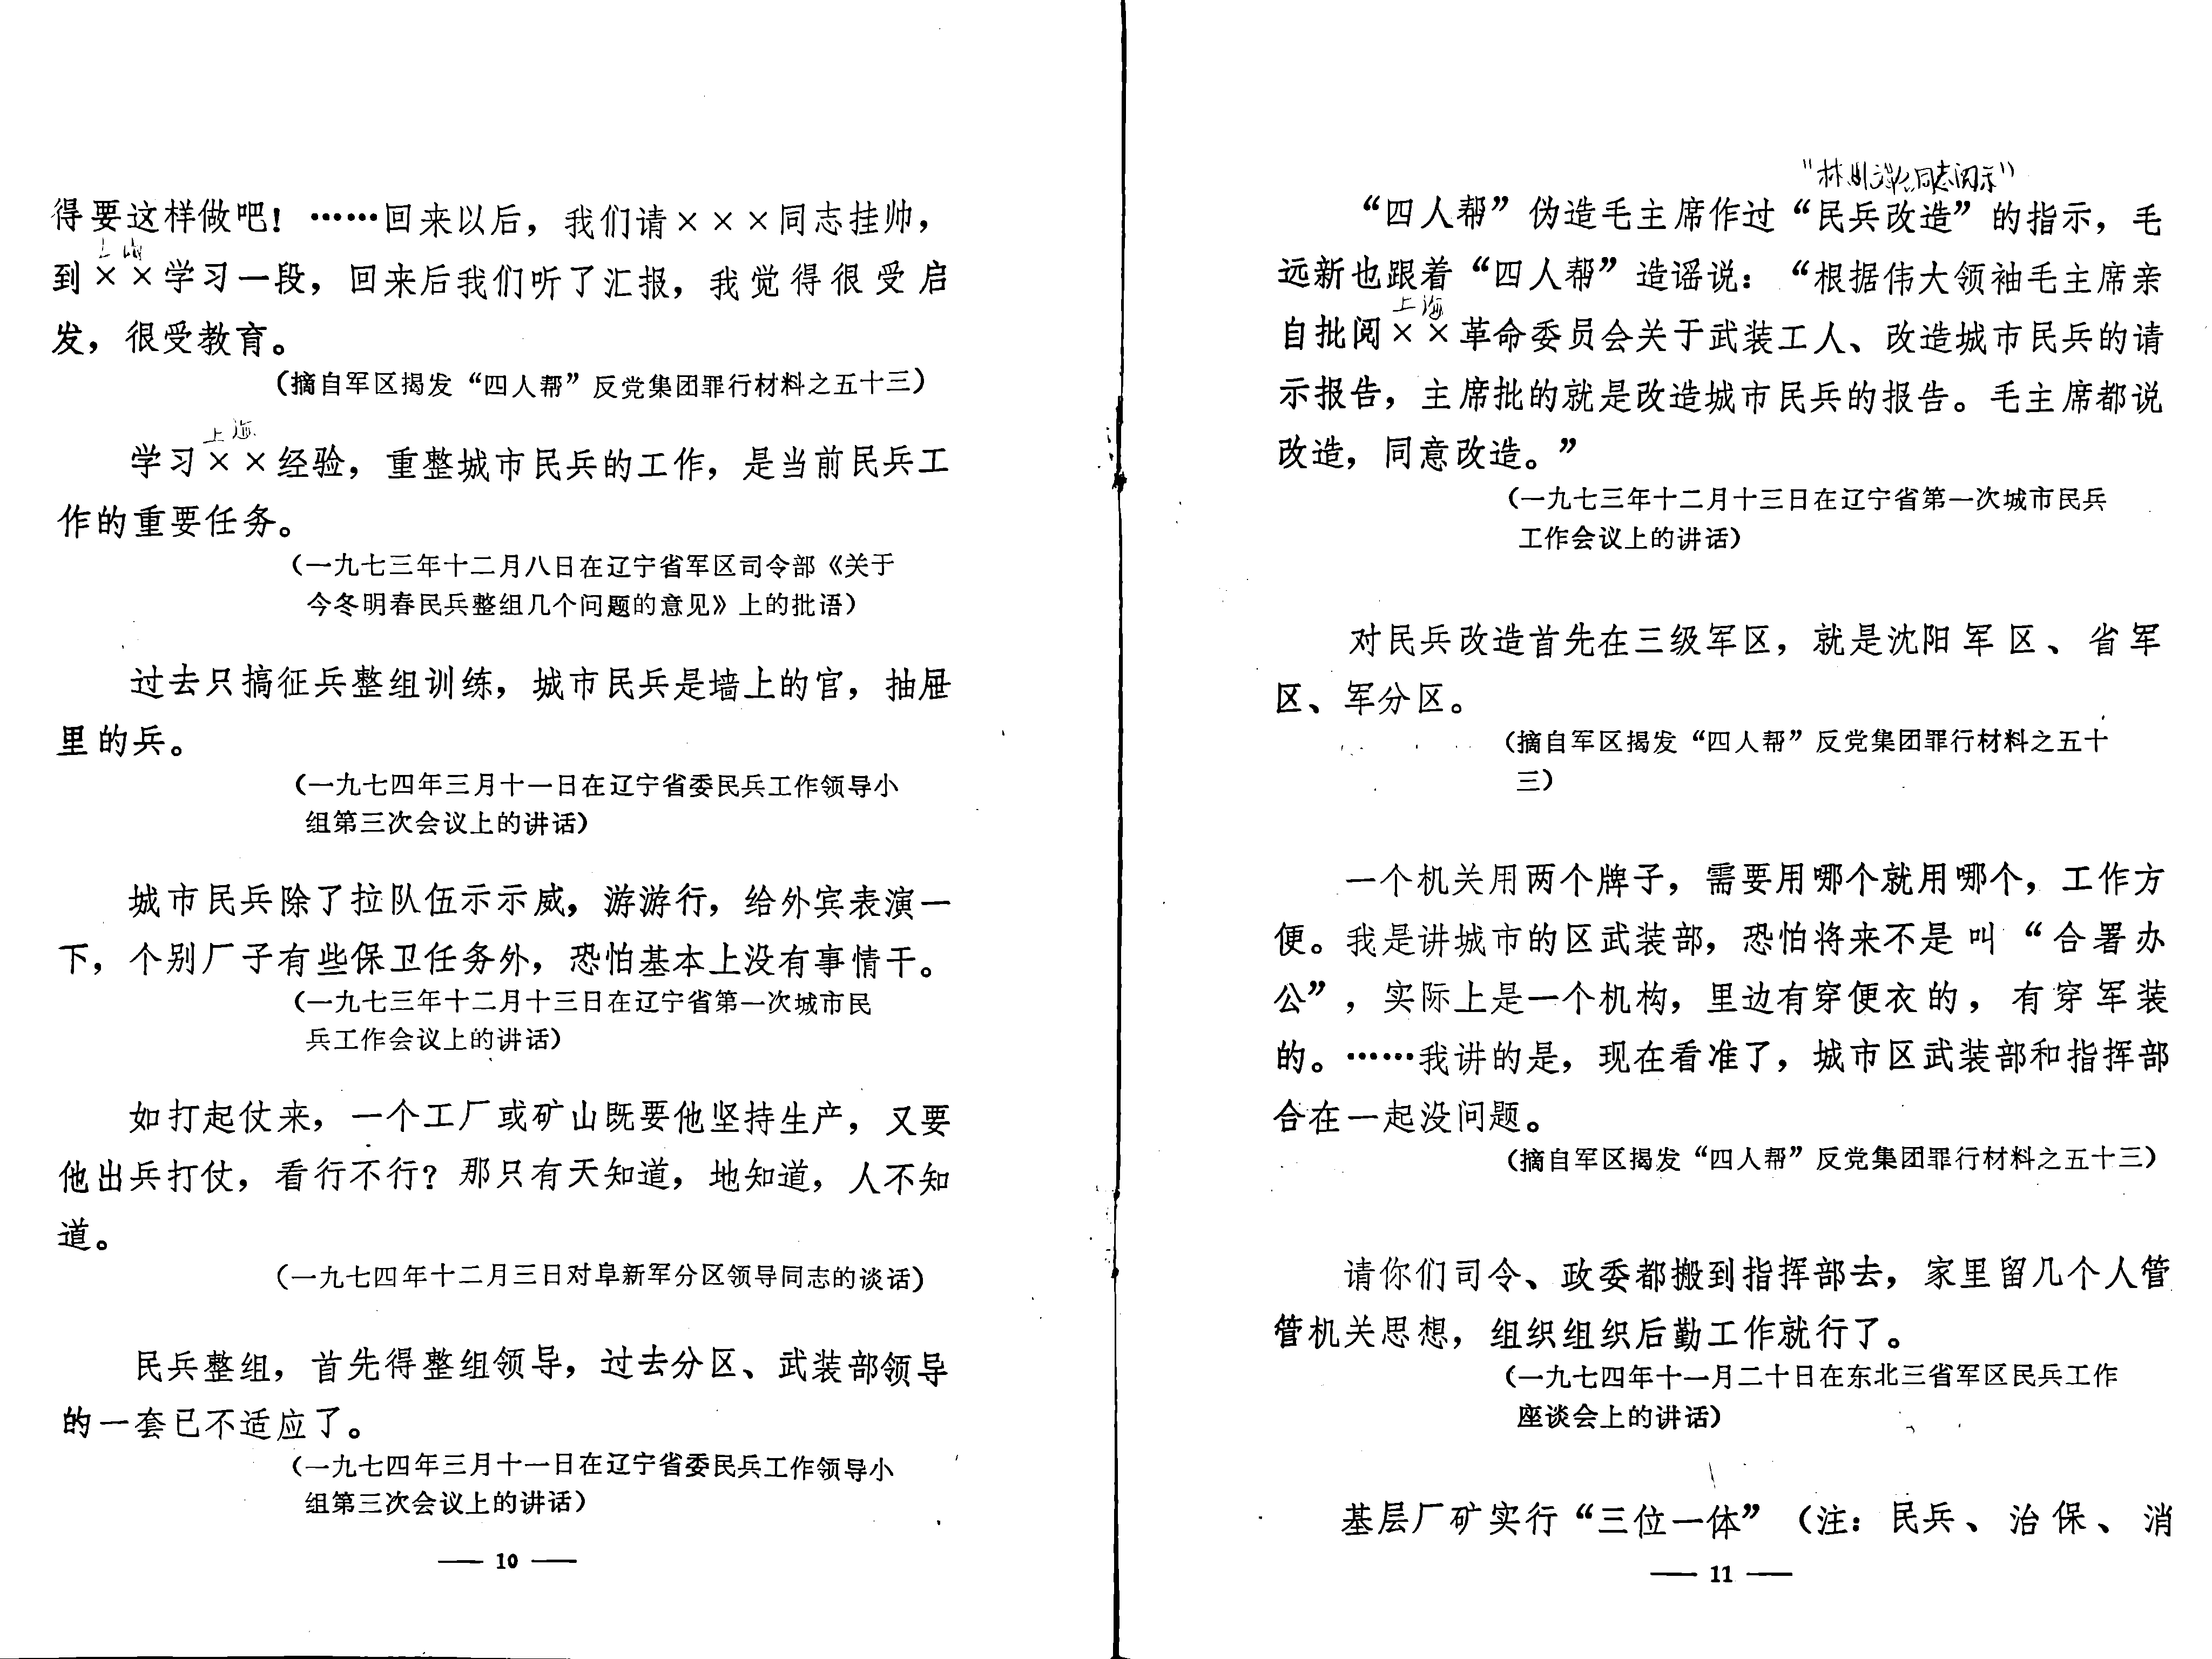 得要这样做吧！……回来以后，我们请×××同志挂帅，
上海
到××学习一段，回来后我们听了汇报，我觉得很受启
发，很受教育。
（摘自军区揭发“四人帮”反党集团罪行材料之五十三）
上海
学习××经验，重整城市民兵的工作，是当前民兵工
作的重要任务。
（一九七三年十二月八日在辽宁省军区司令部《关于
今冬明春民兵整组几个问题的意见》上的批语）
过去只搞征兵整组训练，城市民兵是墙上的官，抽屉
里的兵。
（一九七四年三月十一日在辽宁省委民兵工作领导小
组第三次会议上的讲话）
城市民兵除了拉队伍示示威，游游行，给外宾表演一
下，个别厂子有些保卫任务外，恐怕基本上没有事情干。
（一九七三年十二月十三日在辽宁省第一次城市民
兵工作会议上的讲话）
如打起仗来，一个工厂或矿山既要他坚持生产，又要
他出兵打仗，看行不行？那只有天知道，地知道，人不知
道。
（一九七四年十二月三日对阜新军分区领导同志的谈话）
民兵整组，首先得整组领导，过去分区、武装部领导
的一套已不适应了。
（一九七四年三月十一日在辽宁省委民兵工作领导小
组第三次会议上的讲话）
— 10 —
同志阅示”
“四人帮”伪造毛主席作过“民兵改造”的指示，毛
远新也跟着“四人帮”造谣说：“根据伟大领袖毛主席亲
上海
自批阅××革命委员会关于武装工人、改造城市民兵的请
示报告，主席批的就是改造城市民兵的报告。毛主席都说
改造，同意改造。”
（一九七三年十二月十三日在辽宁省第一次城市民兵
工作会议上的讲话）
对民兵改造首先在三级军区，就是沈阳军区、省军
区、军分区。
（摘自军区揭发“四人帮”反党集团罪行材料之五十
三）
一个机关用两个牌子，需要用哪个就用哪个，工作方
便。我是讲城市的区武装部，恐怕将来不是叫“合署办
公”，实际上是一个机构，里边有穿便衣的，有穿军装
的。……我讲的是，现在看准了，城市区武装部和指挥部
合在一起没问题。
（摘自军区揭发“四人帮”反党集团罪行材料之五十三）
请你们司令、政委都搬到指挥部去，家里留几个人管
管机关思想，组织组织后勤工作就行了。
（一九七四年十一月二十日在东北三省军区民兵工作
座谈会上的讲话）
基层厂矿实行“三位一体”（注：民兵、治保、消
— 11 —